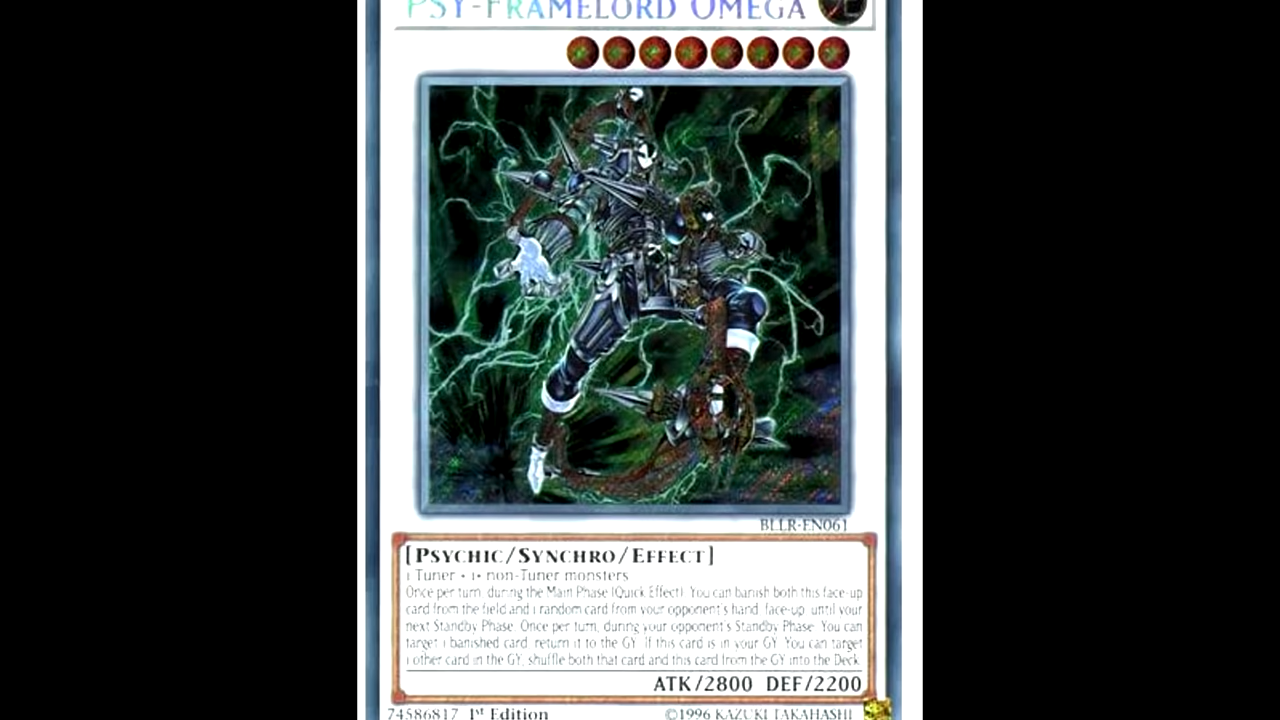 PSY-FRAMELORD OMEGA
BLLR-EN061
[PSYCHIC/SYNCHRO/EFFECT]
1 Tuner + 1+ non-Tuner monsters
Once per turn, during the Main Phase (Quick Effect): You can banish both this face-up
card from the field and 1 random card from your opponent's hand, face-up, until your
next Standby Phase. Once per turn, during your opponent's Standby Phase: You can
target 1 banished card; return it to the GY. If this card is in your GY: You can target
1 other card in the GY; shuffle both that card and this card from the GY into the Deck.
ATK/2800 DEF/2200
74586817 1st Edition ©1996 KAZUKI TAKAHASHI